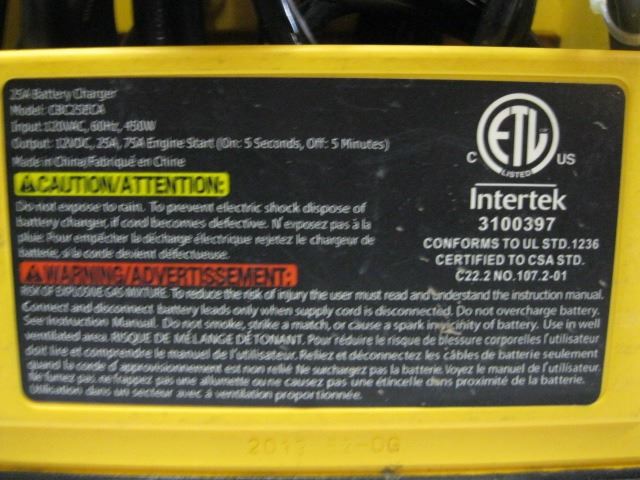 25A Battery Charger
Model: CBC25ECA
Input: 120VAC, 60Hz, 450W
Output: 12VDC, 25A, 75A Engine Start (On: 5 Seconds, Off: 5 Minutes)
Made in China/Fabriqué en Chine
CAUTION/ATTENTION:
Do not expose to rain. To prevent electric shock dispose of
battery charger, if cord becomes defective. N´exposez pas à la
pluie. Pour empêcher la décharge électrique rejetez le chargeur de
batterie, si la corde devient défectueuse.
ETL
C US
LISTED
Intertek
3100397
CONFORMS TO UL STD.1236
CERTIFIED TO CSA STD.
C22.2 NO.107.2-01
WARNING/ADVERTISSEMENT:
RISK OF EXPLOSIVE GAS MIXTURE. To reduce the risk of injury the user must read and understand the instruction manual.
Connect and disconnect battery leads only when supply cord is disconnected. Do not overcharge battery.
See Instruction Manual. Do not smoke, strike a match, or cause a spark in vicinity of battery. Use in well
ventilated area. RISQUE DE MÉLANGE DÉTONANT. Pour réduire le risque de blessure corporelles l'utilisateur
doit lire et comprendre le manuel de l'utilisateur. Reliez et déconnectez les câbles de batterie seulement
quand la corde d'approvisionnement est non relié. Ne surchargez pas la batterie. Voyez le manuel de l'utilisateur.
Ne fumez pas, ne frappez pas une allumette ou ne causez pas une étincelle dans proximité de la batterie.
Utilisation dans un secteur avec à ventilation proportionnée.